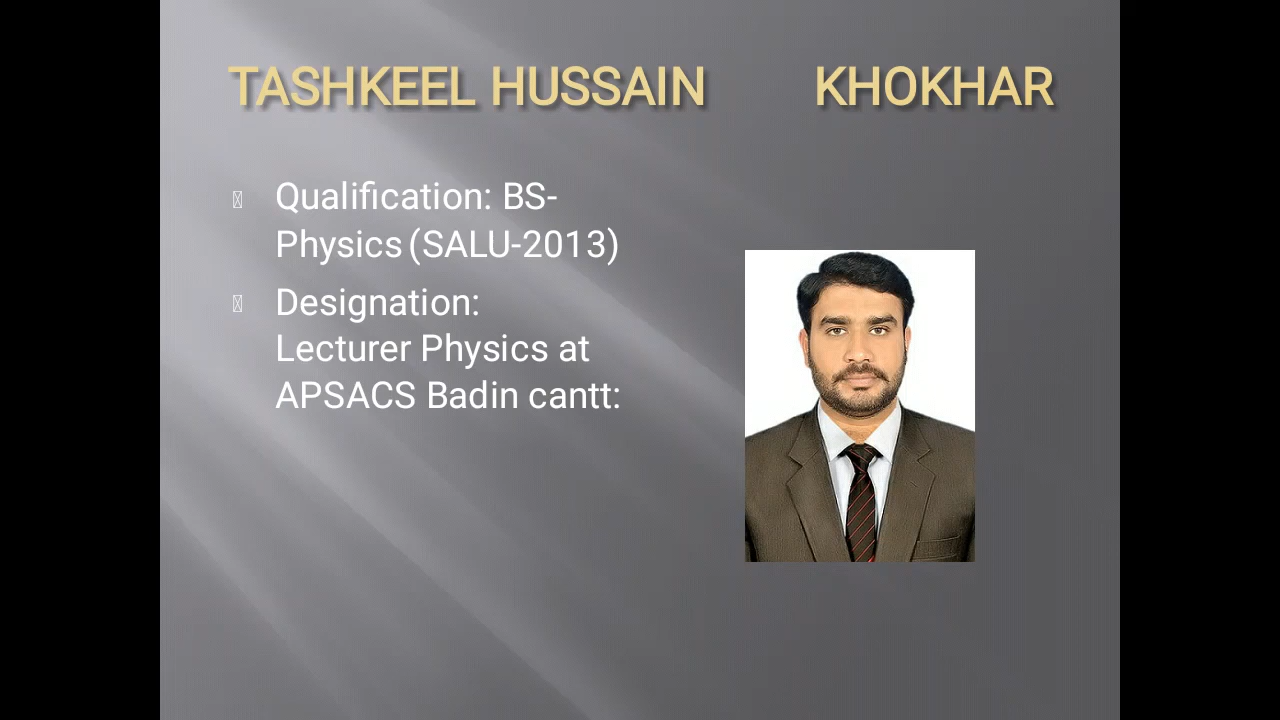 TASHKEEL HUSSAIN KHOKHAR
Qualification: BS-
Physics (SALU-2013)
Designation:
Lecturer Physics at
APSACS Badin cantt: